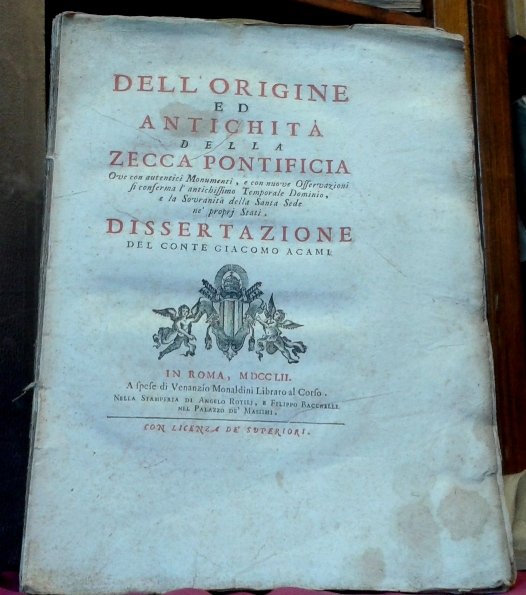 DELL'ORIGINE
ED
ANTICHITÀ
DELLA
ZECCA PONTIFICIA
Ove con autentici Monumenti, e con nuove Osservazioni
si conferma l'antichissimo Temporale Dominio,
e la Sovranità della Santa Sede
ne' proprj Stati.
DISSERTAZIONE
DEL CONTE GIACOMO ACAMI
IN ROMA, MDCCLII.
A spese di Venanzio Monaldini Libraro al Corso.
NELLA STAMPERIA DI ANGELO ROTILJ, E FILIPPO BACCHELLI
NEL PALAZZO DE' MASSIMI.
CON LICENZA DE' SUPERIORI.